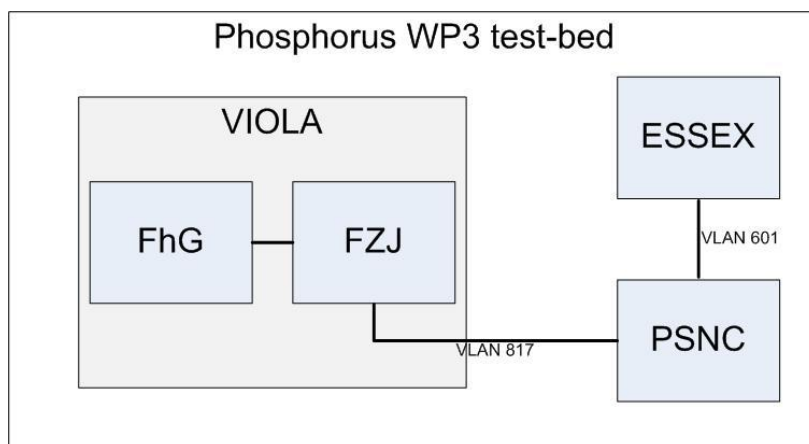 Phosphorus WP3 test-bed
VIOLA
ESSEX
FhG
FZJ
VLAN 601
VLAN 817
PSNC